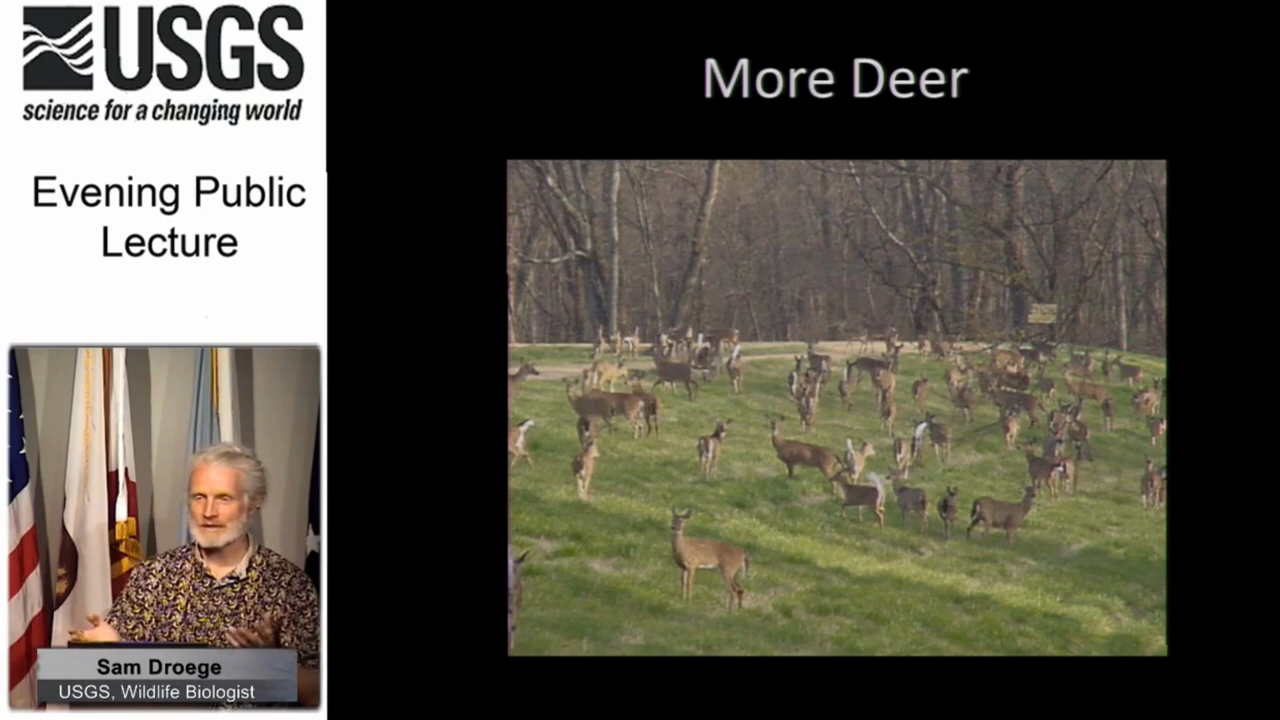 USGS
science for a changing world
Evening Public
Lecture
More Deer
Sam Droege
USGS, Wildlife Biologist